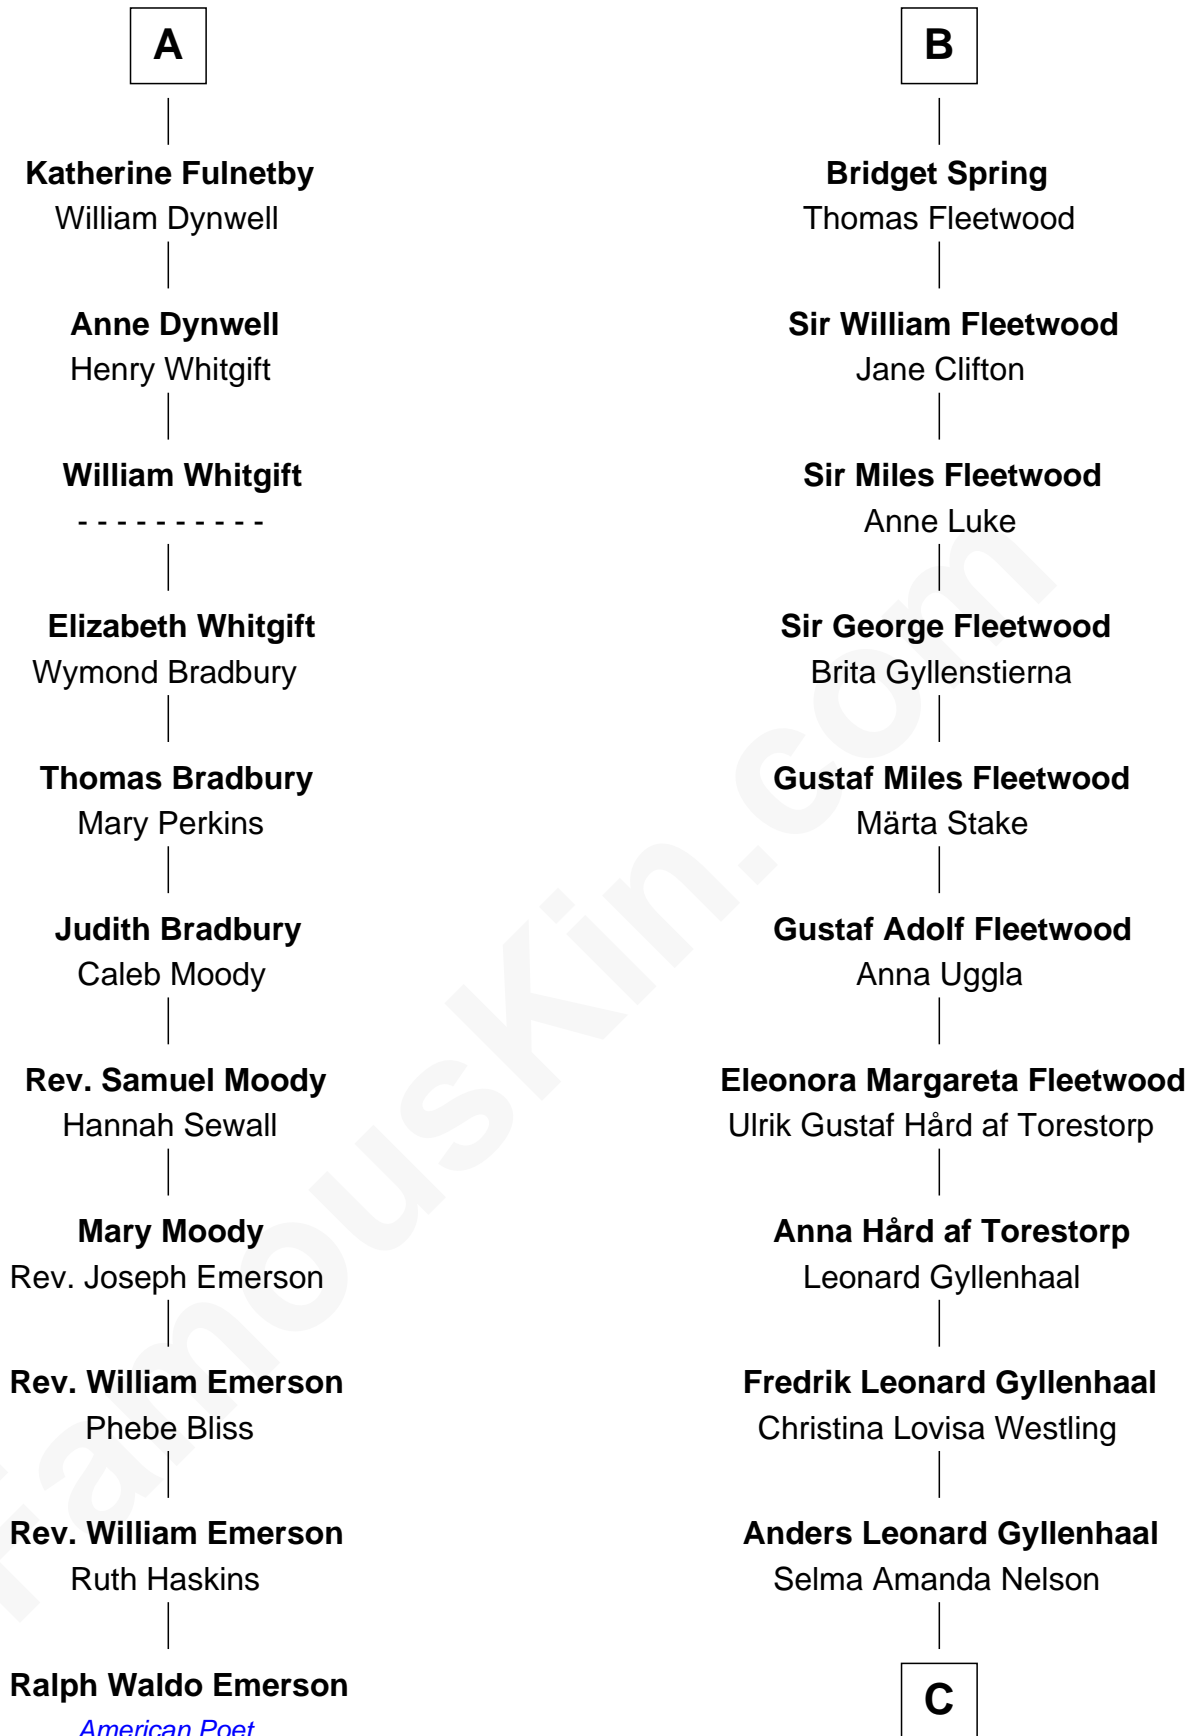 A
Katherine Fulnetby
William Dynwell
Anne Dynwell
Henry Whitgift
William Whitgift
- - - - - - - - - -
Elizabeth Whitgift
Wymond Bradbury
Thomas Bradbury
Mary Perkins
Judith Bradbury
Caleb Moody
Rev. Samuel Moody
Hannah Sewall
Mary Moody
Rev. Joseph Emerson
Rev. William Emerson
Phebe Bliss
Rev. William Emerson
Ruth Haskins
Ralph Waldo Emerson
American Poet
B
Bridget Spring
Thomas Fleetwood
Sir William Fleetwood
Jane Clifton
Sir Miles Fleetwood
Anne Luke
Sir George Fleetwood
Brita Gyllenstierna
Gustaf Miles Fleetwood
Märta Stake
Gustaf Adolf Fleetwood
Anna Uggla
Eleonora Margareta Fleetwood
Ulrik Gustaf Hård af Torestorp
Anna Hård af Torestorp
Leonard Gyllenhaal
Fredrik Leonard Gyllenhaal
Christina Lovisa Westling
Anders Leonard Gyllenhaal
Selma Amanda Nelson
C
FamousKin.com